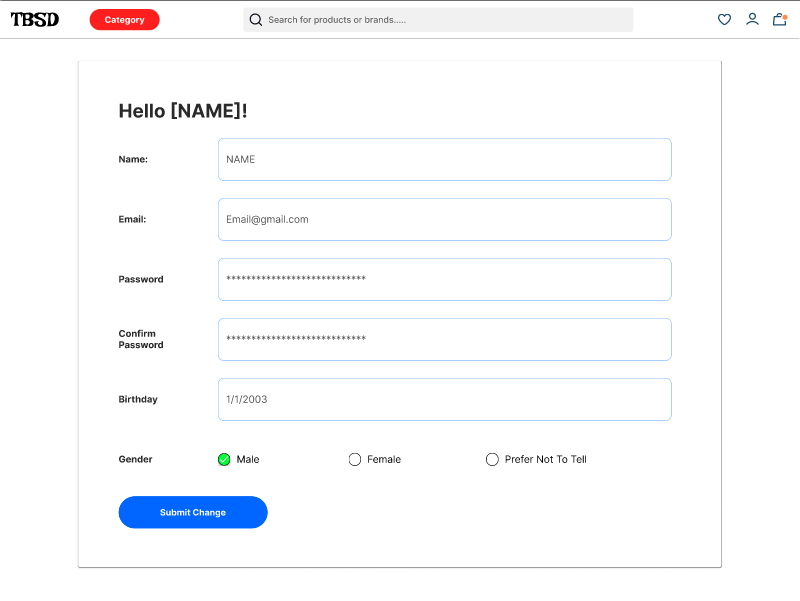 TBSD
Category
Search for products or brands.....
Hello [NAME]!
Name:
NAME
Email:
Email@gmail.com
Password
****************************
Confirm
Password
****************************
Birthday
1/1/2003
Gender
Male
Female
Prefer Not To Tell
Submit Change